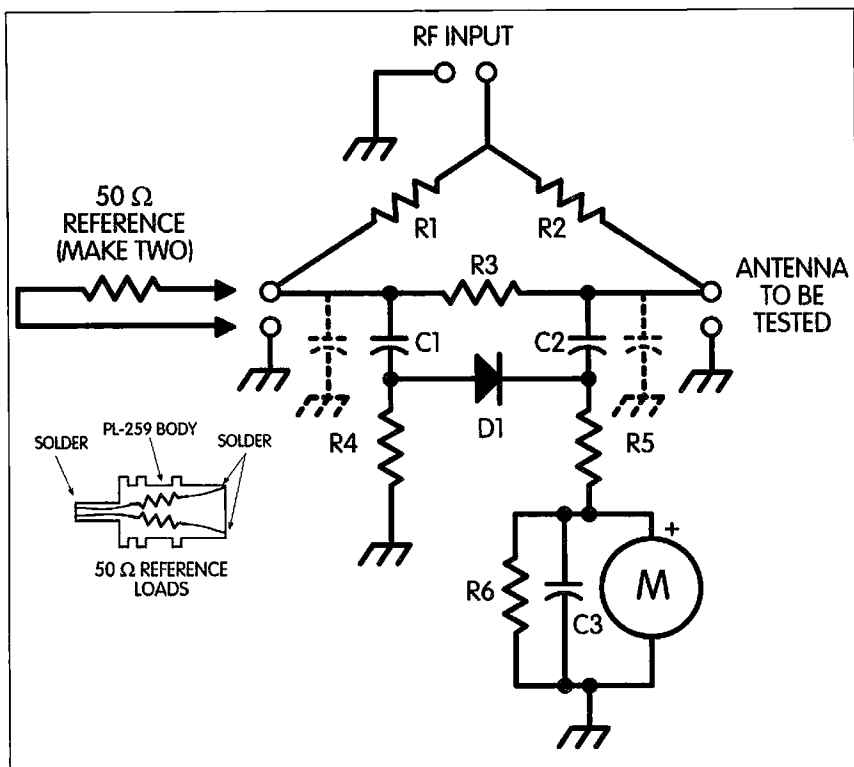 RF INPUT
50 Ω
REFERENCE
(MAKE TWO)
R1
R2
R3
ANTENNA
TO BE
TESTED
C1
C2
D1
R4
R5
SOLDER
PL-259 BODY
SOLDER
50 Ω REFERENCE
LOADS
R6
C3
+
M